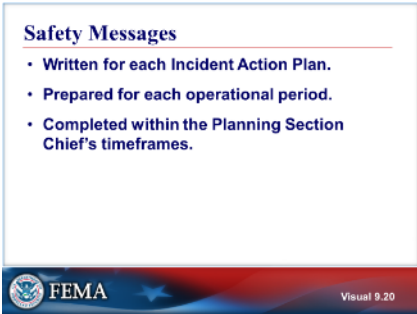 Safety Messages
• Written for each Incident Action Plan.
• Prepared for each operational period.
• Completed within the Planning Section
Chief's timeframes.
FEMA
Visual 9.20